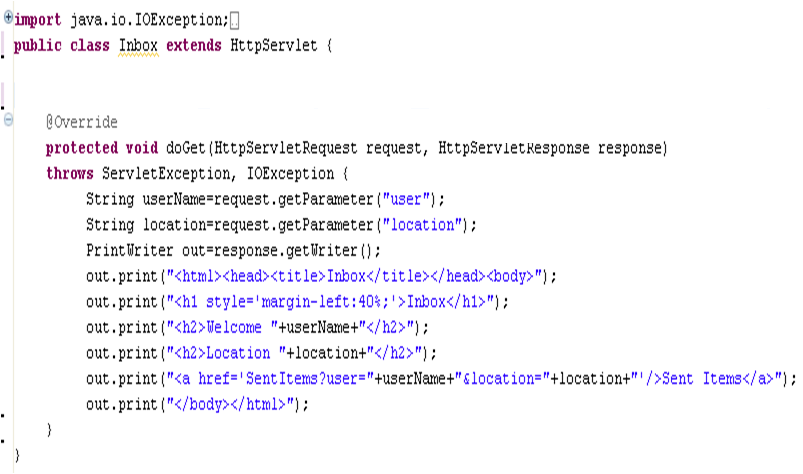 import java.io.IOException;
public class Inbox extends HttpServlet {
@Override
protected void doGet(HttpServletRequest request, HttpServletResponse response)
throws ServletException, IOException {
String userName=request.getParameter("user");
String location=request.getParameter("location");
PrintWriter out=response.getWriter();
out.print("<html><head><title>Inbox</title></head><body>");
out.print("<h1 style='margin-left:40%;'>Inbox</h1>");
out.print("<h2>Welcome "+userName+"</h2>");
out.print("<h2>Location "+location+"</h2>");
out.print("<a href='SentItems?user="+userName+"&location="+location+"'/>Sent Items</a>");
out.print("</body></html>");
}
}